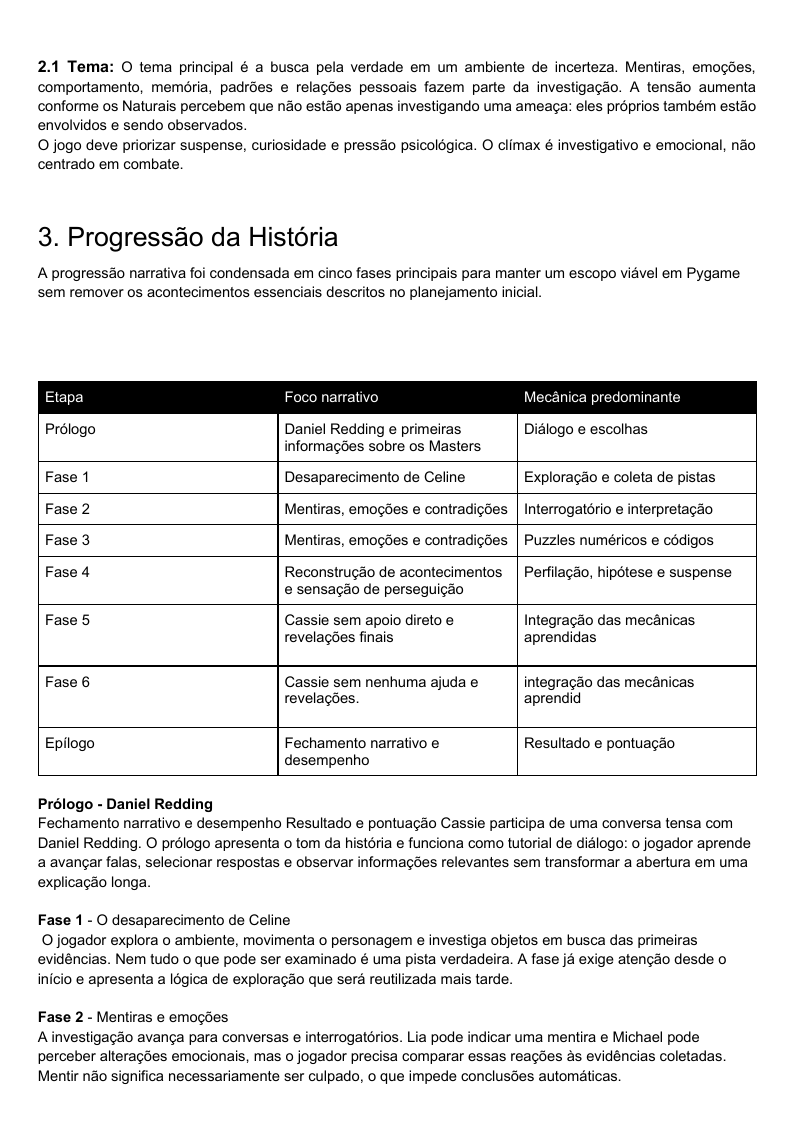 2.1 Tema: O tema principal é a busca pela verdade em um ambiente de incerteza. Mentiras, emoções,
comportamento, memória, padrões e relações pessoais fazem parte da investigação. A tensão aumenta
conforme os Naturais percebem que não estão apenas investigando uma ameaça: eles próprios também estão
envolvidos e sendo observados.
O jogo deve priorizar suspense, curiosidade e pressão psicológica. O clímax é investigativo e emocional, não
centrado em combate.
3. Progressão da História
A progressão narrativa foi condensada em cinco fases principais para manter um escopo viável em Pygame
sem remover os acontecimentos essenciais descritos no planejamento inicial.
Etapa Foco narrativo Mecânica predominante
Prólogo Daniel Redding e primeiras Diálogo e escolhas
informações sobre os Masters
Fase 1 Desaparecimento de Celine Exploração e coleta de pistas
Fase 2 Mentiras, emoções e contradições Interrogatório e interpretação
Fase 3 Mentiras, emoções e contradições Puzzles numéricos e códigos
Fase 4 Reconstrução de acontecimentos Perfilação, hipótese e suspense
e sensação de perseguição
Fase 5 Cassie sem apoio direto e Integração das mecânicas
revelações finais aprendidas
Fase 6 Cassie sem nenhuma ajuda e integração das mecânicas
revelações. aprendid
Epílogo Fechamento narrativo e Resultado e pontuação
desempenho
Prólogo - Daniel Redding
Fechamento narrativo e desempenho Resultado e pontuação Cassie participa de uma conversa tensa com
Daniel Redding. O prólogo apresenta o tom da história e funciona como tutorial de diálogo: o jogador aprende
a avançar falas, selecionar respostas e observar informações relevantes sem transformar a abertura em uma
explicação longa.
Fase 1 - O desaparecimento de Celine
O jogador explora o ambiente, movimenta o personagem e investiga objetos em busca das primeiras
evidências. Nem tudo o que pode ser examinado é uma pista verdadeira. A fase já exige atenção desde o
início e apresenta a lógica de exploração que será reutilizada mais tarde.
Fase 2 - Mentiras e emoções
A investigação avança para conversas e interrogatórios. Lia pode indicar uma mentira e Michael pode
perceber alterações emocionais, mas o jogador precisa comparar essas reações às evidências coletadas.
Mentir não significa necessariamente ser culpado, o que impede conclusões automáticas.